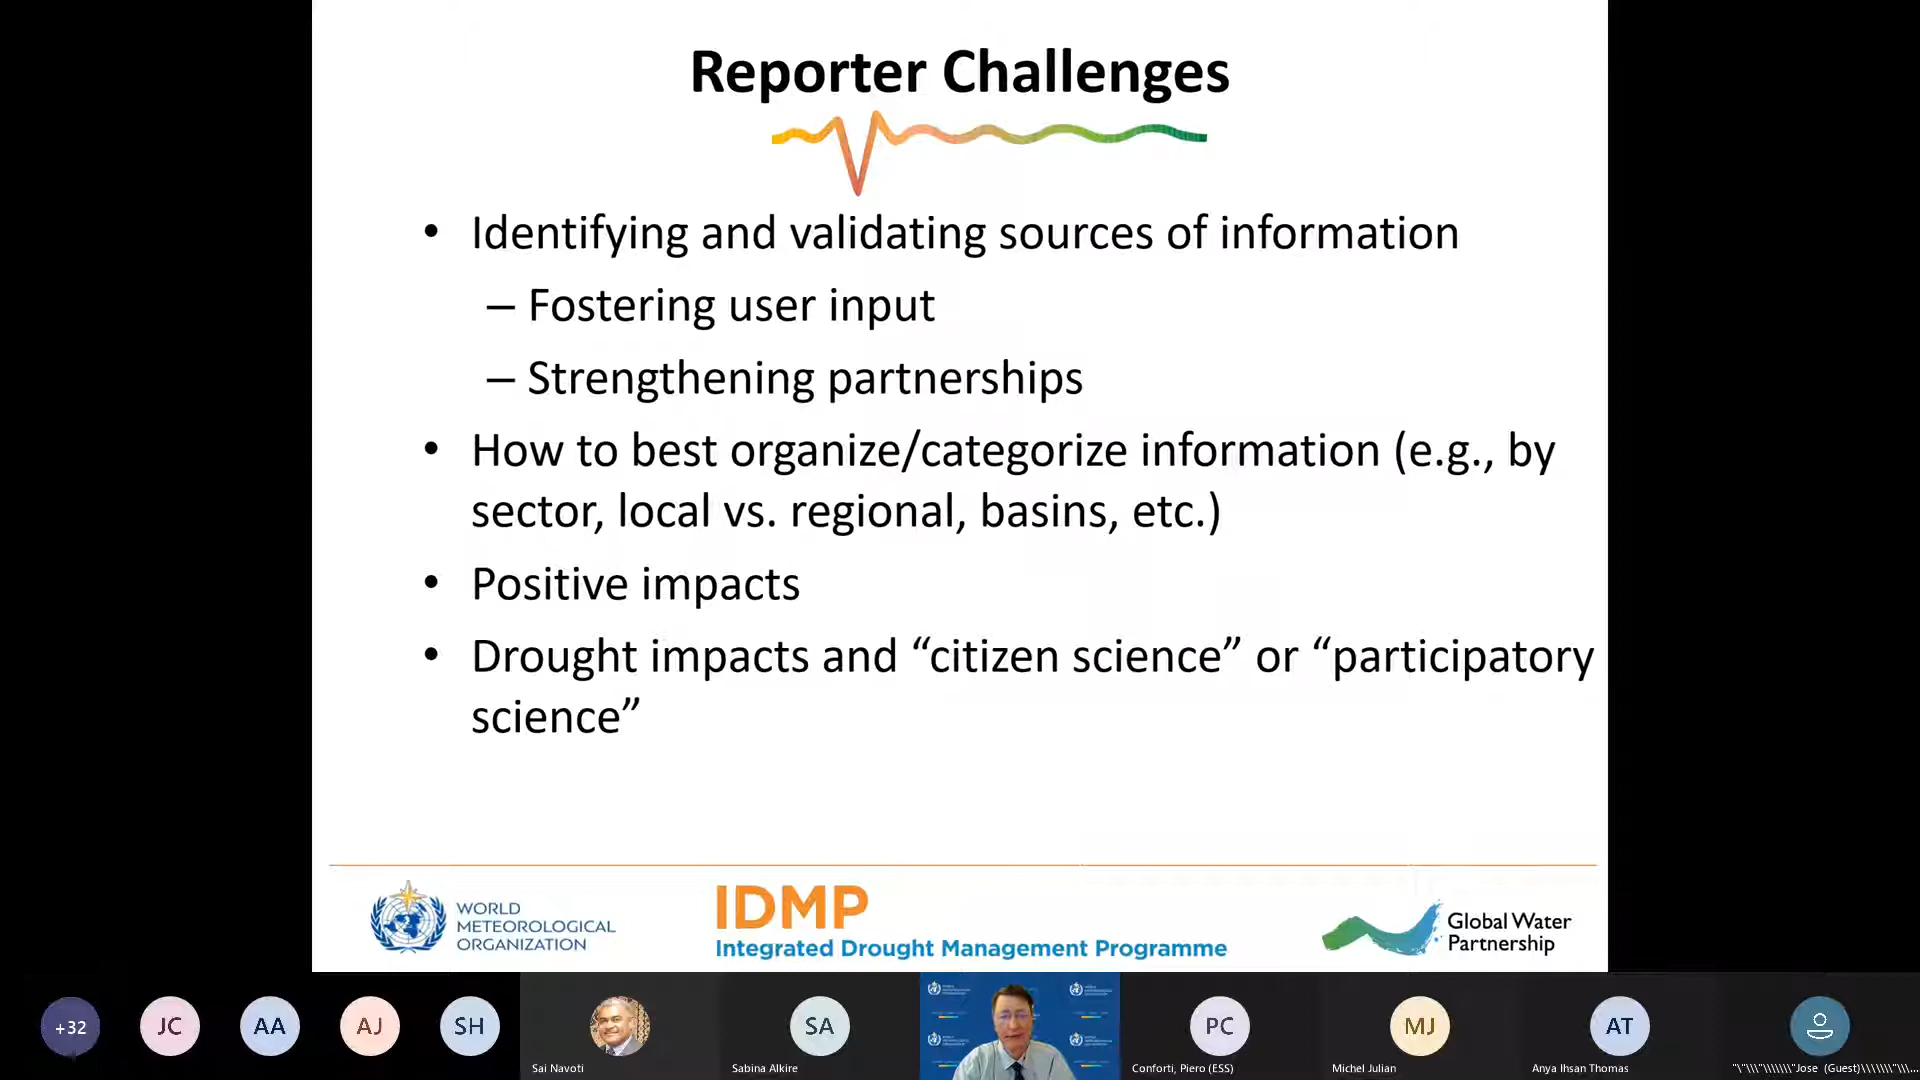 Reporter Challenges
• Identifying and validating sources of information
– Fostering user input
– Strengthening partnerships
• How to best organize/categorize information (e.g., by
sector, local vs. regional, basins, etc.)
• Positive impacts
• Drought impacts and “citizen science” or “participatory
science”
WORLD
METEOROLOGICAL
ORGANIZATION
IDMP
Integrated Drought Management Programme
Global Water
Partnership
+32
JC
AA
AJ
SH
Sai Navoti
SA
Sabina Alkire
PC
Conforti, Piero (ESS)
MJ
Michel Julian
AT
Anya Ihsan Thomas
"\"\\\"\\\\\\\"Jose (Guest)\\\\\\\"\\\...